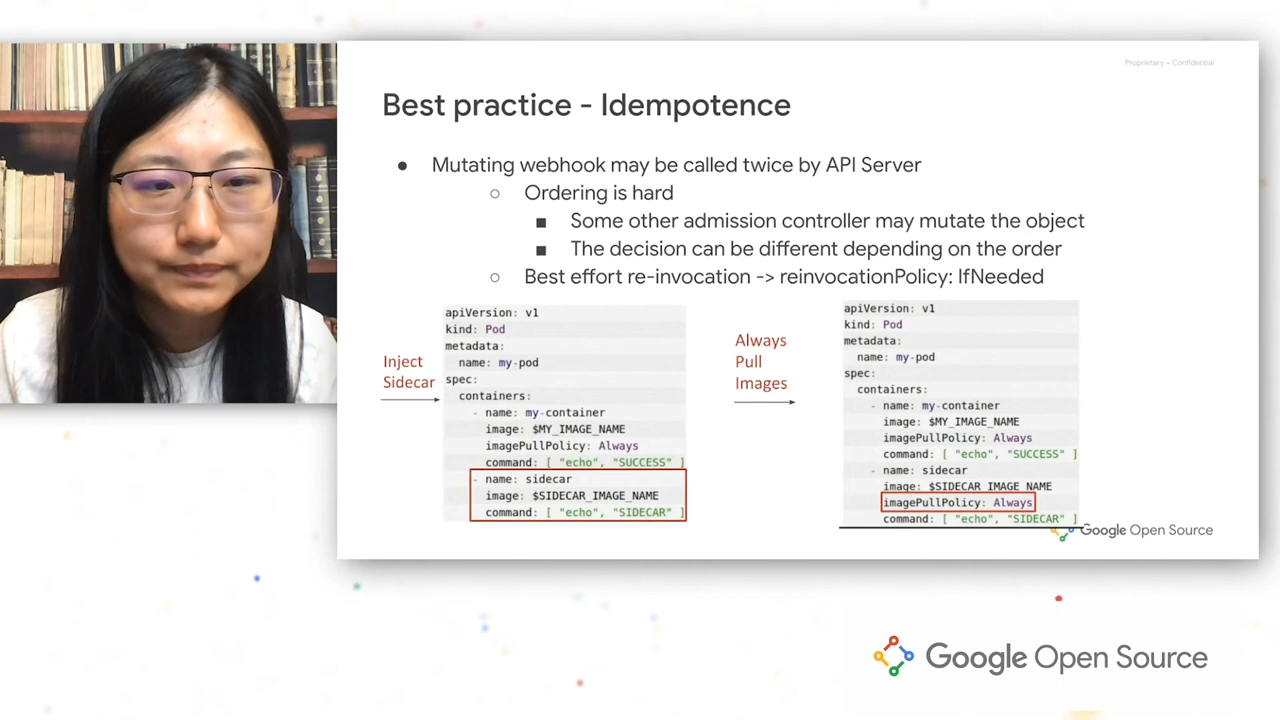 Proprietary + Confidential
Best practice - Idempotence
● Mutating webhook may be called twice by API Server
○ Ordering is hard
■ Some other admission controller may mutate the object
■ The decision can be different depending on the order
○ Best effort re-invocation -> reinvocationPolicy: IfNeeded
Inject
Sidecar
apiVersion: v1
kind: Pod
metadata:
name: my-pod
spec:
containers:
- name: my-container
image: $MY_IMAGE_NAME
imagePullPolicy: Always
command: [ "echo", "SUCCESS" ]
- name: sidecar
image: $SIDECAR_IMAGE_NAME
command: [ "echo", "SIDECAR" ]
Always
Pull
Images
apiVersion: v1
kind: Pod
metadata:
name: my-pod
spec:
containers:
- name: my-container
image: $MY_IMAGE_NAME
imagePullPolicy: Always
command: [ "echo", "SUCCESS" ]
- name: sidecar
image: $SIDECAR_IMAGE_NAME
imagePullPolicy: Always
command: [ "echo", "SIDECAR" ]
Google Open Source
Google Open Source